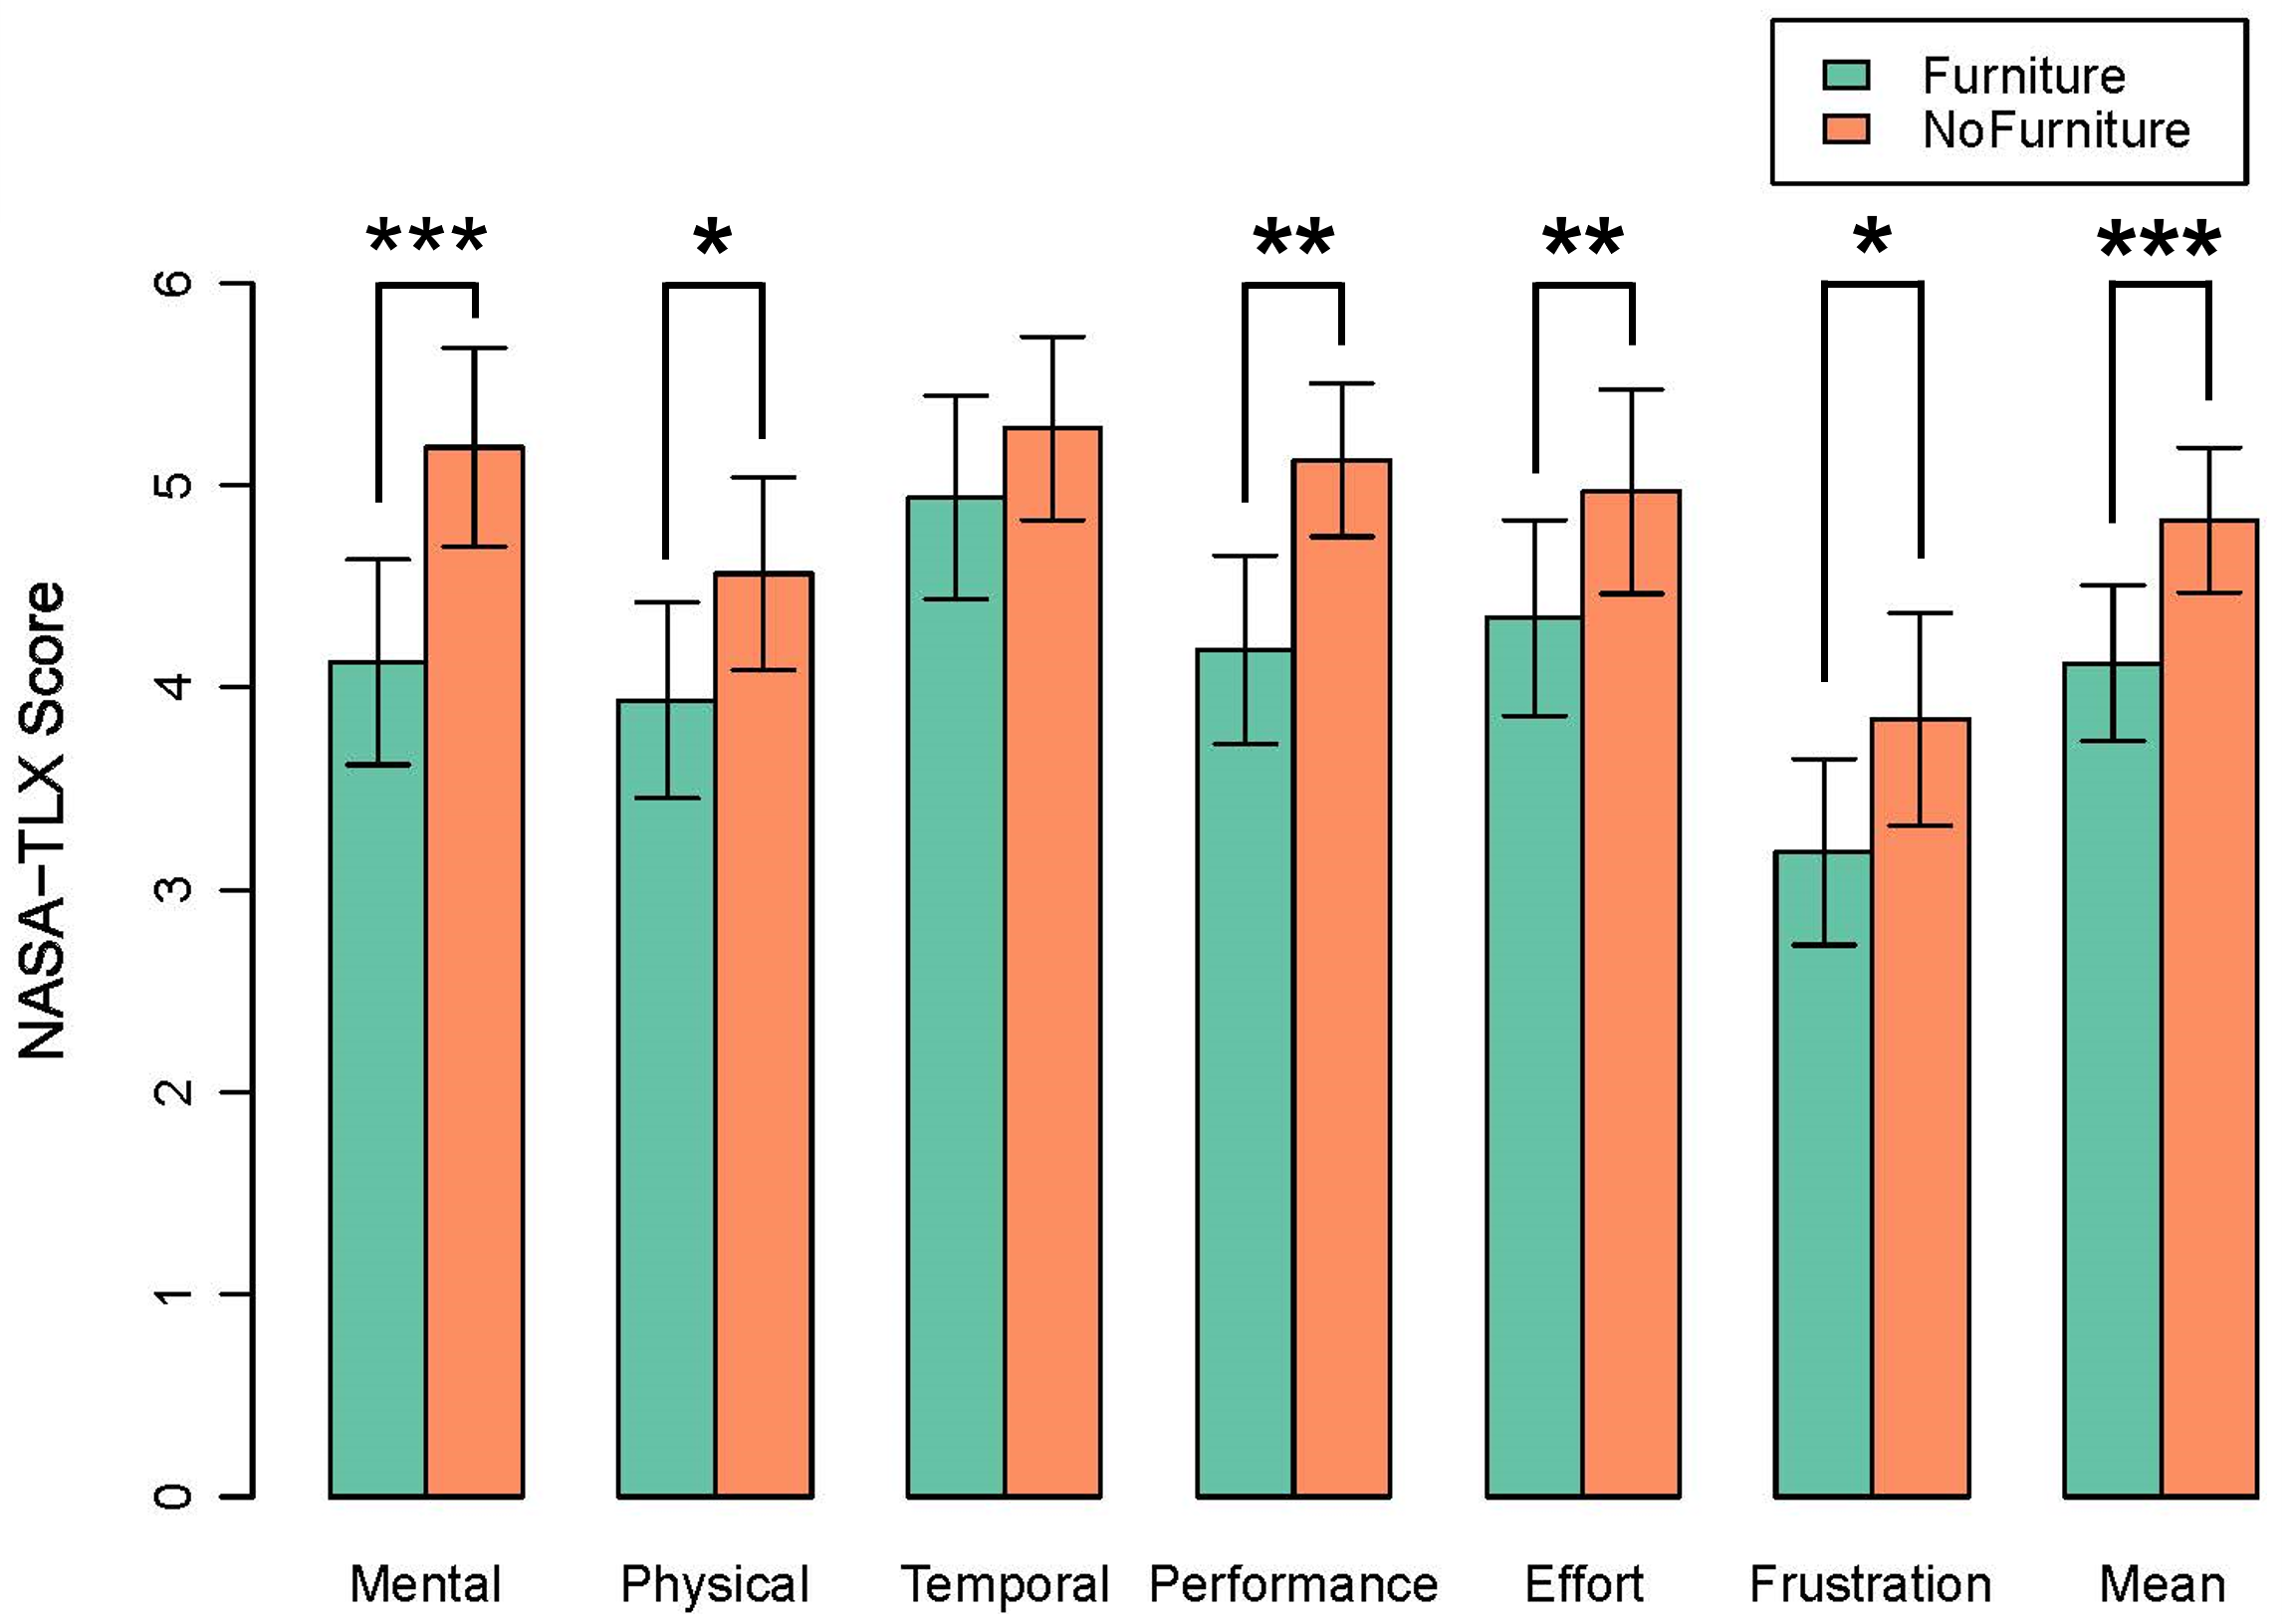 Furniture
NoFurniture
*** * ** ** * ***
NASA-TLX Score
6
5
4
3
2
1
0
Mental Physical Temporal Performance Effort Frustration Mean